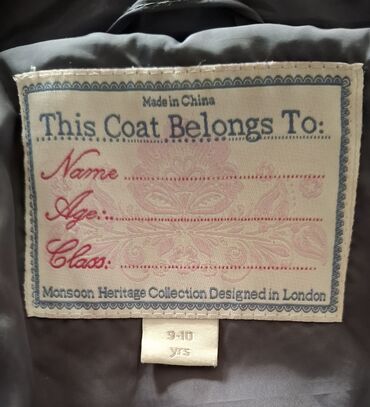 Made in China
This Coat Belongs To:
Name ........................................
Age:........................................
Class: ........................................
Monsoon Heritage Collection Designed in London
9-10
yrs